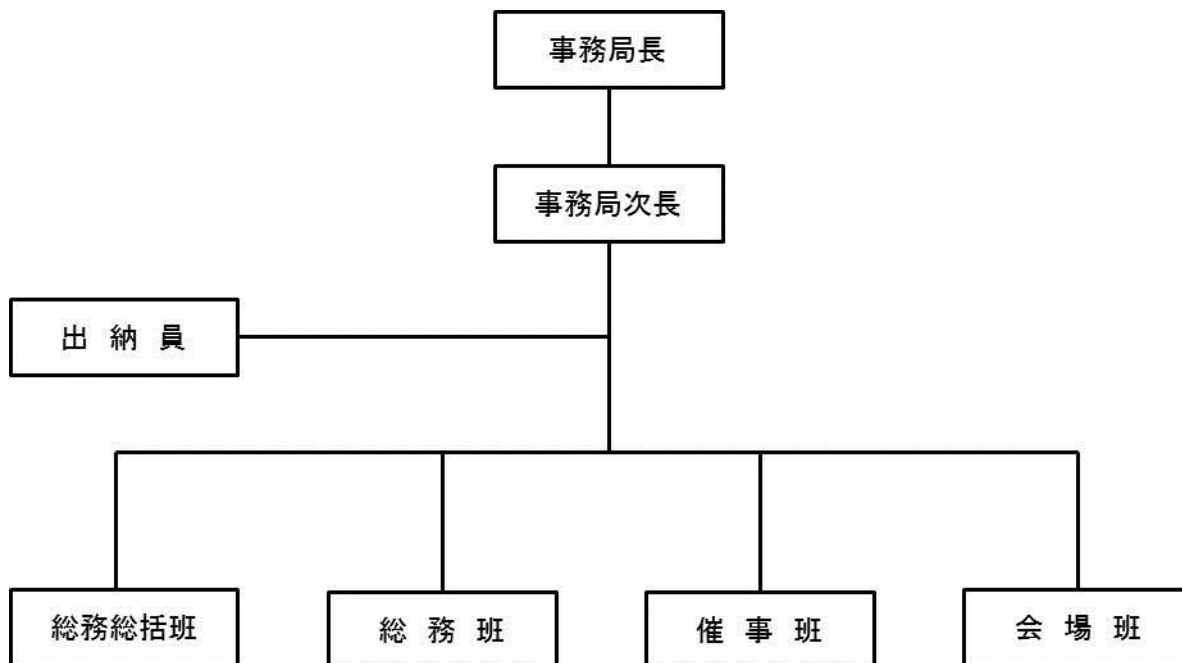 事務局長
事務局次長
出 納 員
総務総括班
総 務 班
催 事 班
会 場 班